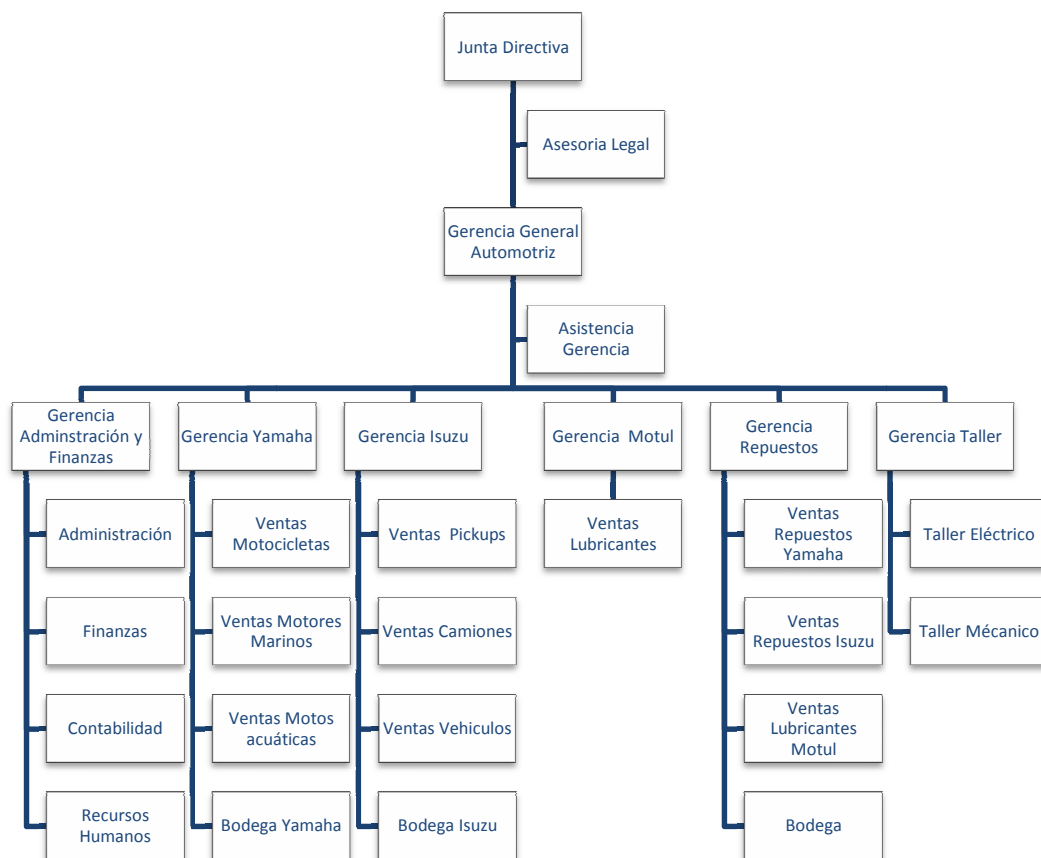 Junta Directiva
Asesoria Legal
Gerencia General
Automotriz
Asistencia
Gerencia
Gerencia
Adminstración y
Finanzas
Gerencia Yamaha
Gerencia Isuzu
Gerencia Motul
Gerencia
Repuestos
Gerencia Taller
Administración
Finanzas
Contabilidad
Recursos
Humanos
Ventas
Motocicletas
Ventas Motores
Marinos
Ventas Motos
acuáticas
Bodega Yamaha
Ventas Pickups
Ventas Camiones
Ventas Vehiculos
Bodega Isuzu
Ventas
Lubricantes
Ventas
Repuestos
Yamaha
Ventas
Repuestos Isuzu
Ventas
Lubricantes
Motul
Bodega
Taller Eléctrico
Taller Mécanico